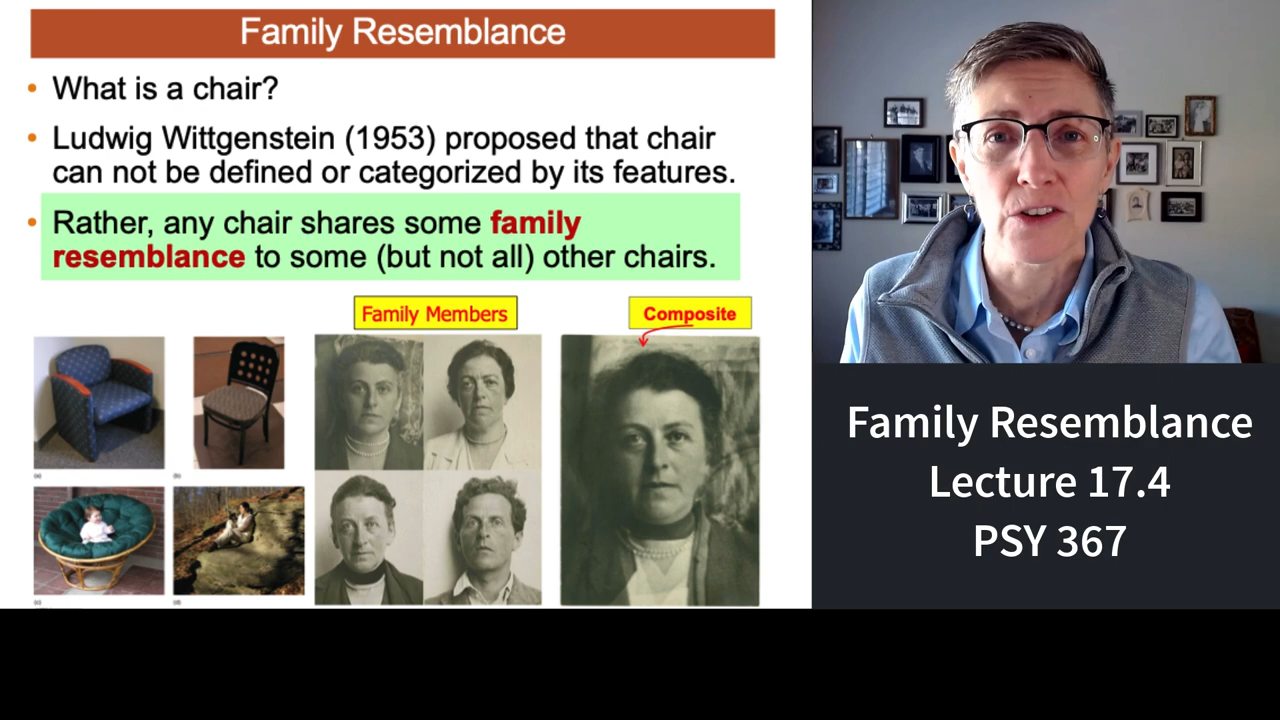 Family Resemblance
• What is a chair?
• Ludwig Wittgenstein (1953) proposed that chair
can not be defined or categorized by its features.
• Rather, any chair shares some family
resemblance to some (but not all) other chairs.
Family Members
Composite
(a)
(b)
(c)
(d)
Family Resemblance
Lecture 17.4
PSY 367